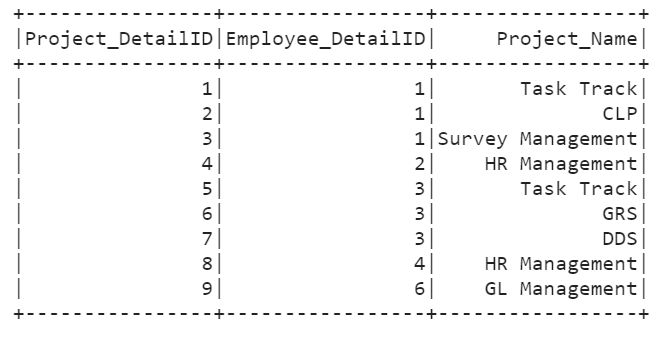 +----------------+-----------------+-----------------+
|Project_DetailID|Employee_DetailID|     Project_Name|
+----------------+-----------------+-----------------+
|               1|                1|       Task Track|
|               2|                1|              CLP|
|               3|                1|Survey Management|
|               4|                2|    HR Management|
|               5|                3|       Task Track|
|               6|                3|              GRS|
|               7|                3|              DDS|
|               8|                4|    HR Management|
|               9|                6|    GL Management|
+----------------+-----------------+-----------------+